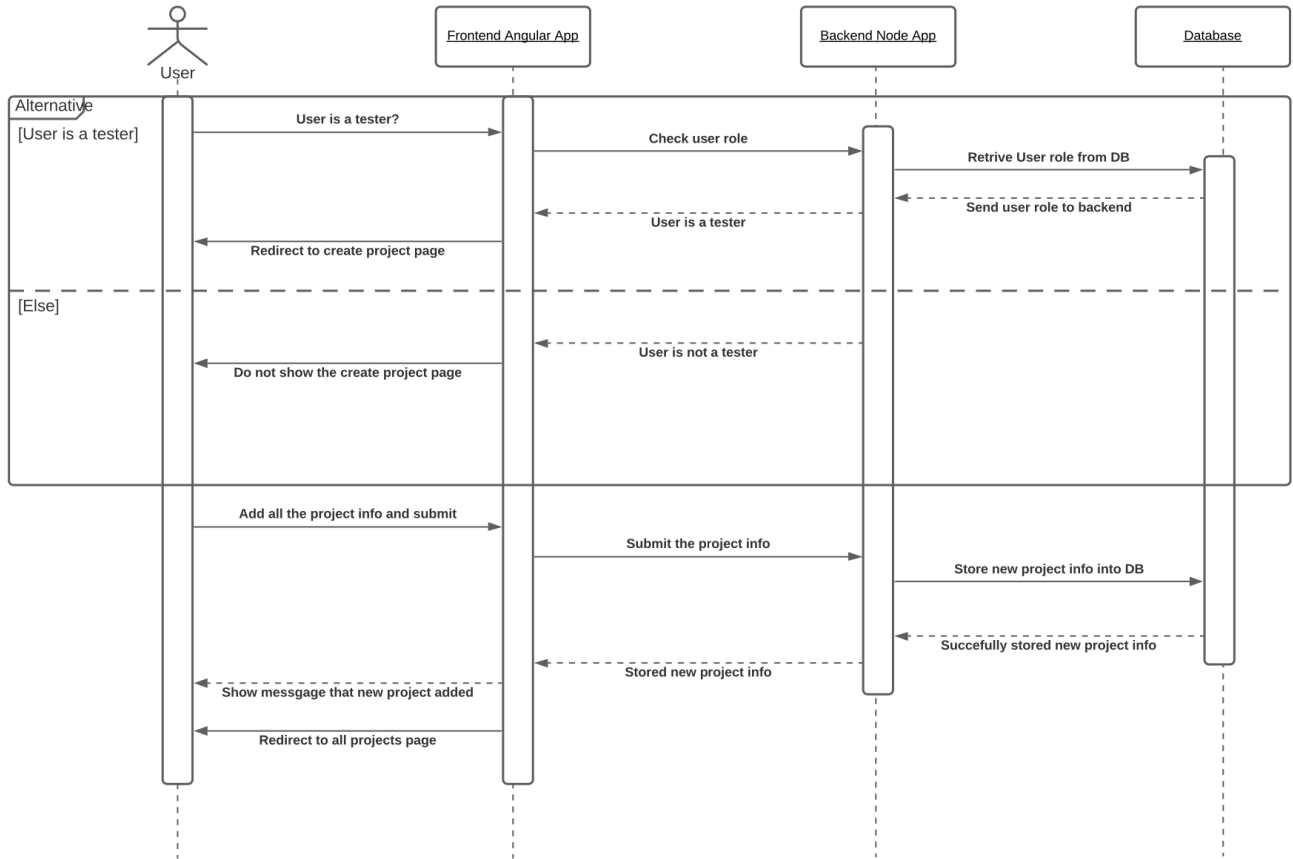 User
Frontend Angular App
Backend Node App
Database
Alternative
[User is a tester]
User is a tester?
Check user role
Retrive User role from DB
Send user role to backend
User is a tester
Redirect to create project page
[Else]
User is not a tester
Do not show the create project page
Add all the project info and submit
Submit the project info
Store new project info into DB
Succefully stored new project info
Stored new project info
Show messgage that new project added
Redirect to all projects page